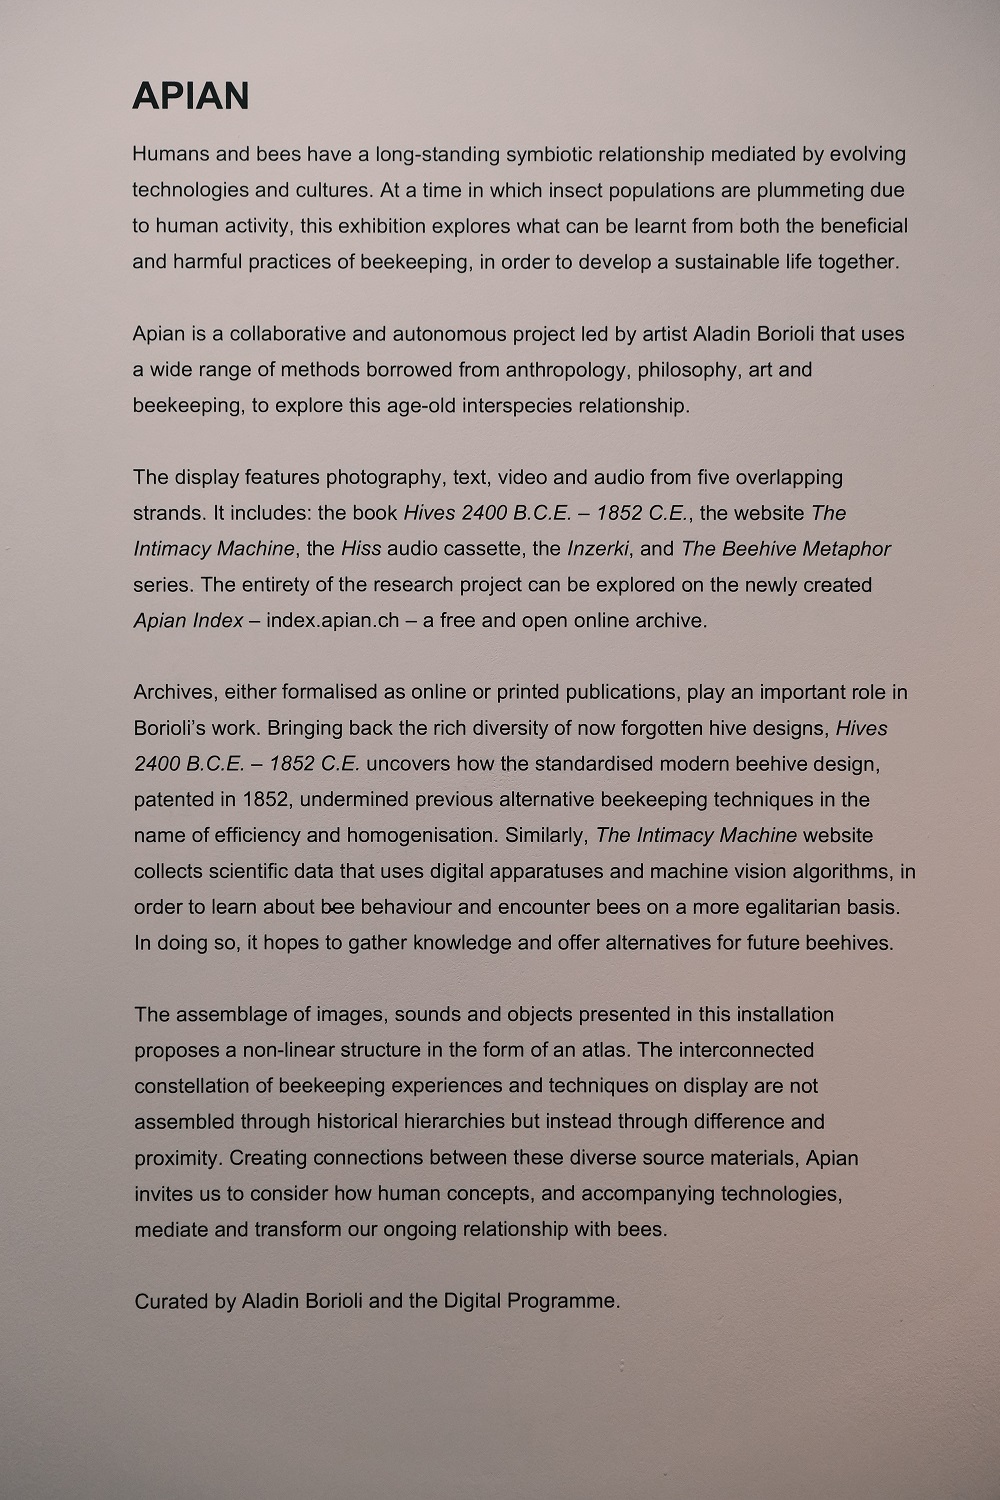 APIAN
Humans and bees have a long-standing symbiotic relationship mediated by evolving
technologies and cultures. At a time in which insect populations are plummeting due
to human activity, this exhibition explores what can be learnt from both the beneficial
and harmful practices of beekeeping, in order to develop a sustainable life together.
Apian is a collaborative and autonomous project led by artist Aladin Borioli that uses
a wide range of methods borrowed from anthropology, philosophy, art and
beekeeping, to explore this age-old interspecies relationship.
The display features photography, text, video and audio from five overlapping
strands. It includes: the book Hives 2400 B.C.E. – 1852 C.E., the website The
Intimacy Machine, the Hiss audio cassette, the Inzerki, and The Beehive Metaphor
series. The entirety of the research project can be explored on the newly created
Apian Index – index.apian.ch – a free and open online archive.
Archives, either formalised as online or printed publications, play an important role in
Borioli’s work. Bringing back the rich diversity of now forgotten hive designs, Hives
2400 B.C.E. – 1852 C.E. uncovers how the standardised modern beehive design,
patented in 1852, undermined previous alternative beekeeping techniques in the
name of efficiency and homogenisation. Similarly, The Intimacy Machine website
collects scientific data that uses digital apparatuses and machine vision algorithms, in
order to learn about bee behaviour and encounter bees on a more egalitarian basis.
In doing so, it hopes to gather knowledge and offer alternatives for future beehives.
The assemblage of images, sounds and objects presented in this installation
proposes a non-linear structure in the form of an atlas. The interconnected
constellation of beekeeping experiences and techniques on display are not
assembled through historical hierarchies but instead through difference and
proximity. Creating connections between these diverse source materials, Apian
invites us to consider how human concepts, and accompanying technologies,
mediate and transform our ongoing relationship with bees.
Curated by Aladin Borioli and the Digital Programme.